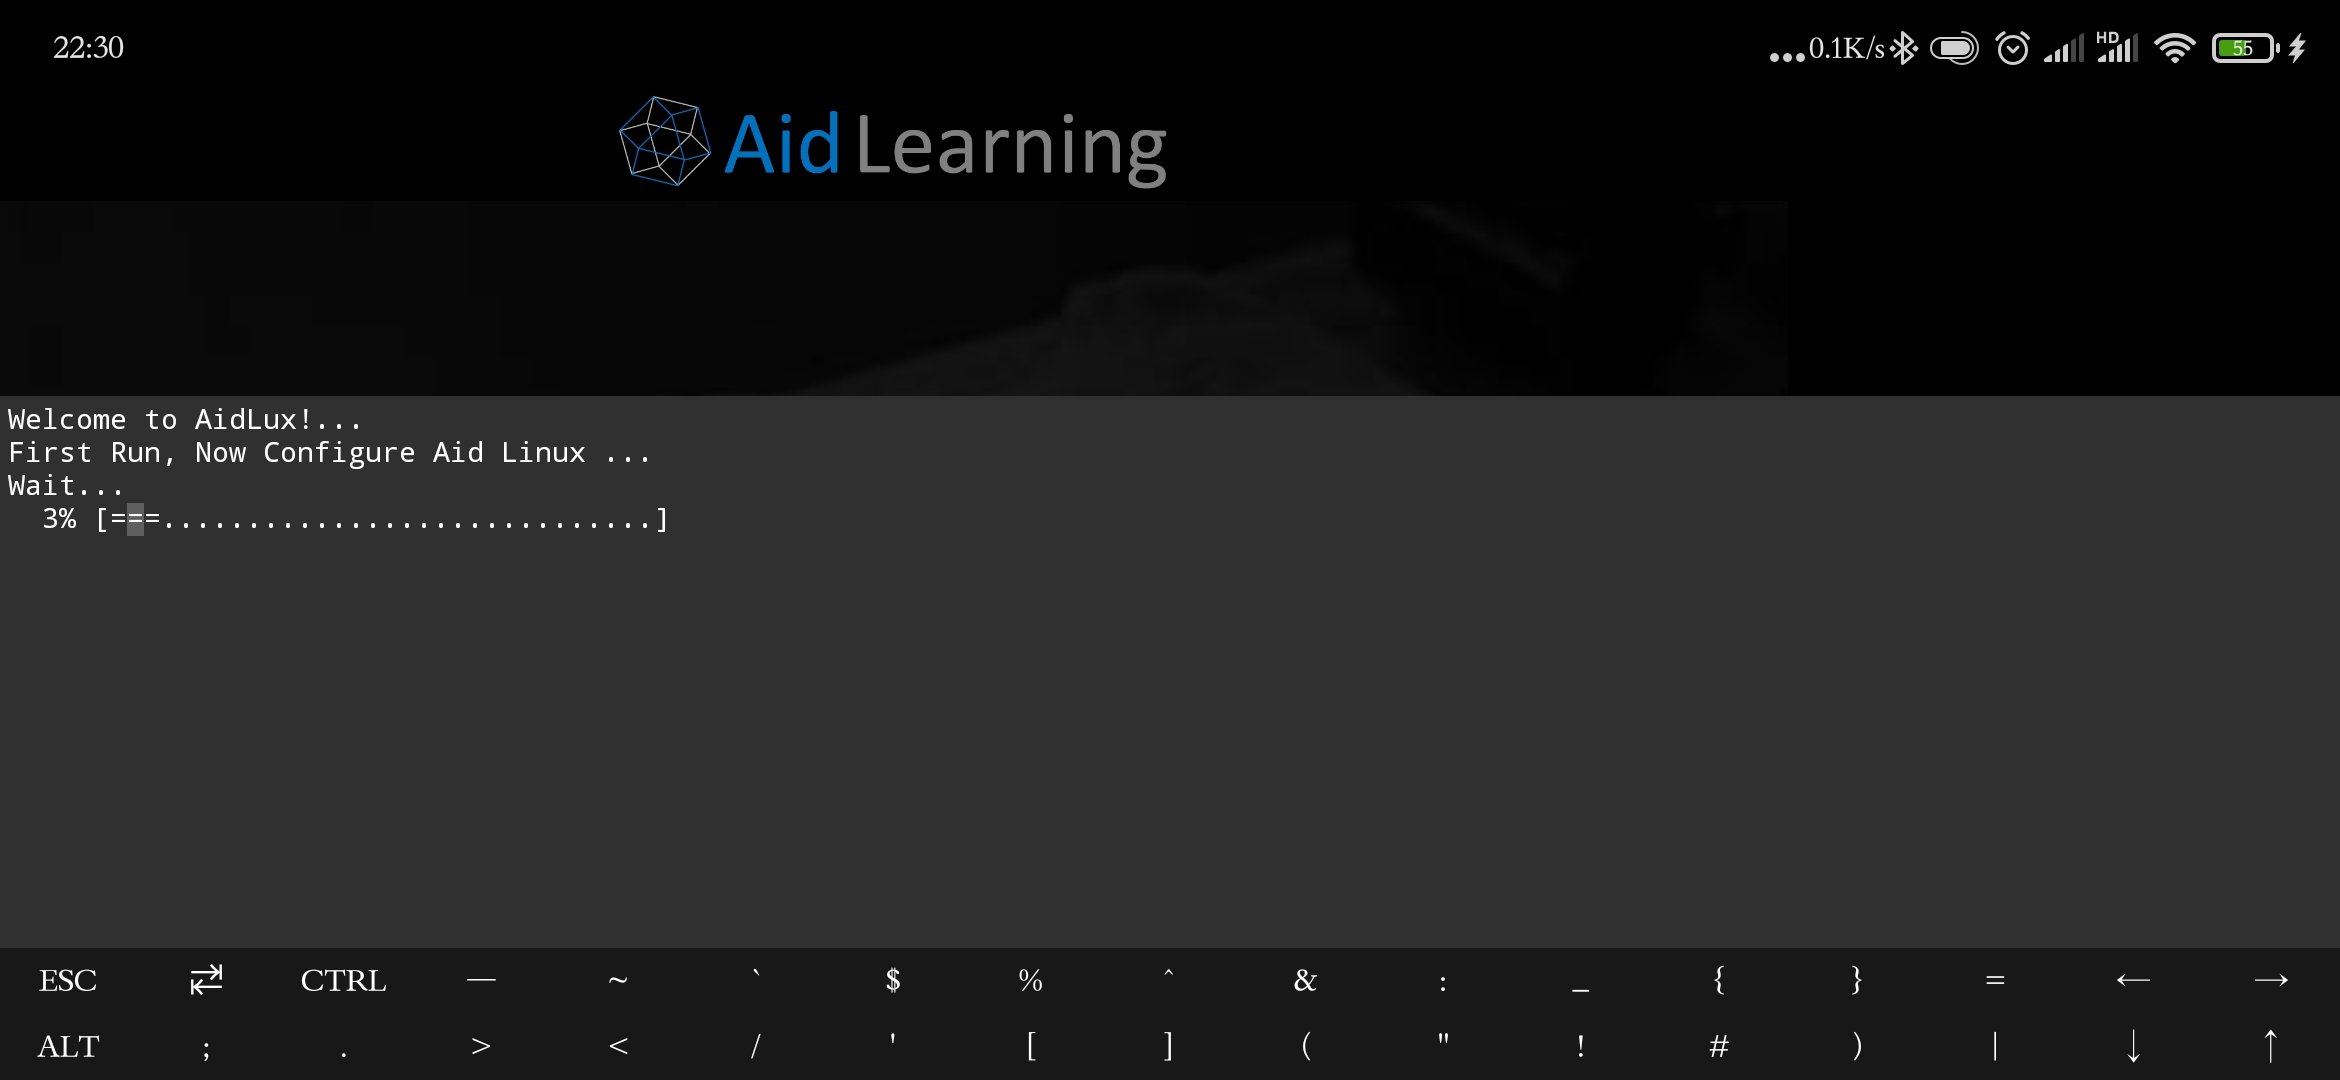 22:30
...0.1K/s
HD
55
Aid Learning
Welcome to AidLux!...
First Run, Now Configure Aid Linux ...
Wait...
3% [===.............................]
ESC ⇄ CTRL — ~ ` $ % ^ & : _ { } = ← →
ALT ; . > < / ' [ ] ( " ! # ) | ↓ ↑